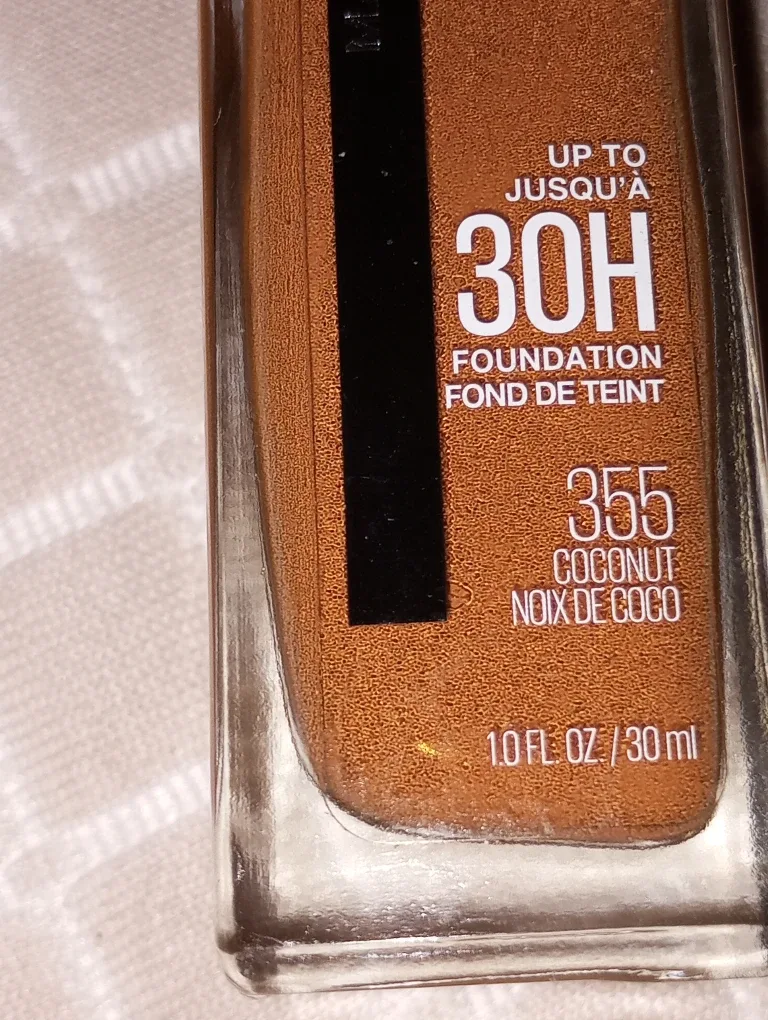 UP TO
JUSQU'À
30H
FOUNDATION
FOND DE TEINT
355
COCONUT
NOIX DE COCO
1.0 FL. OZ. / 30 ml